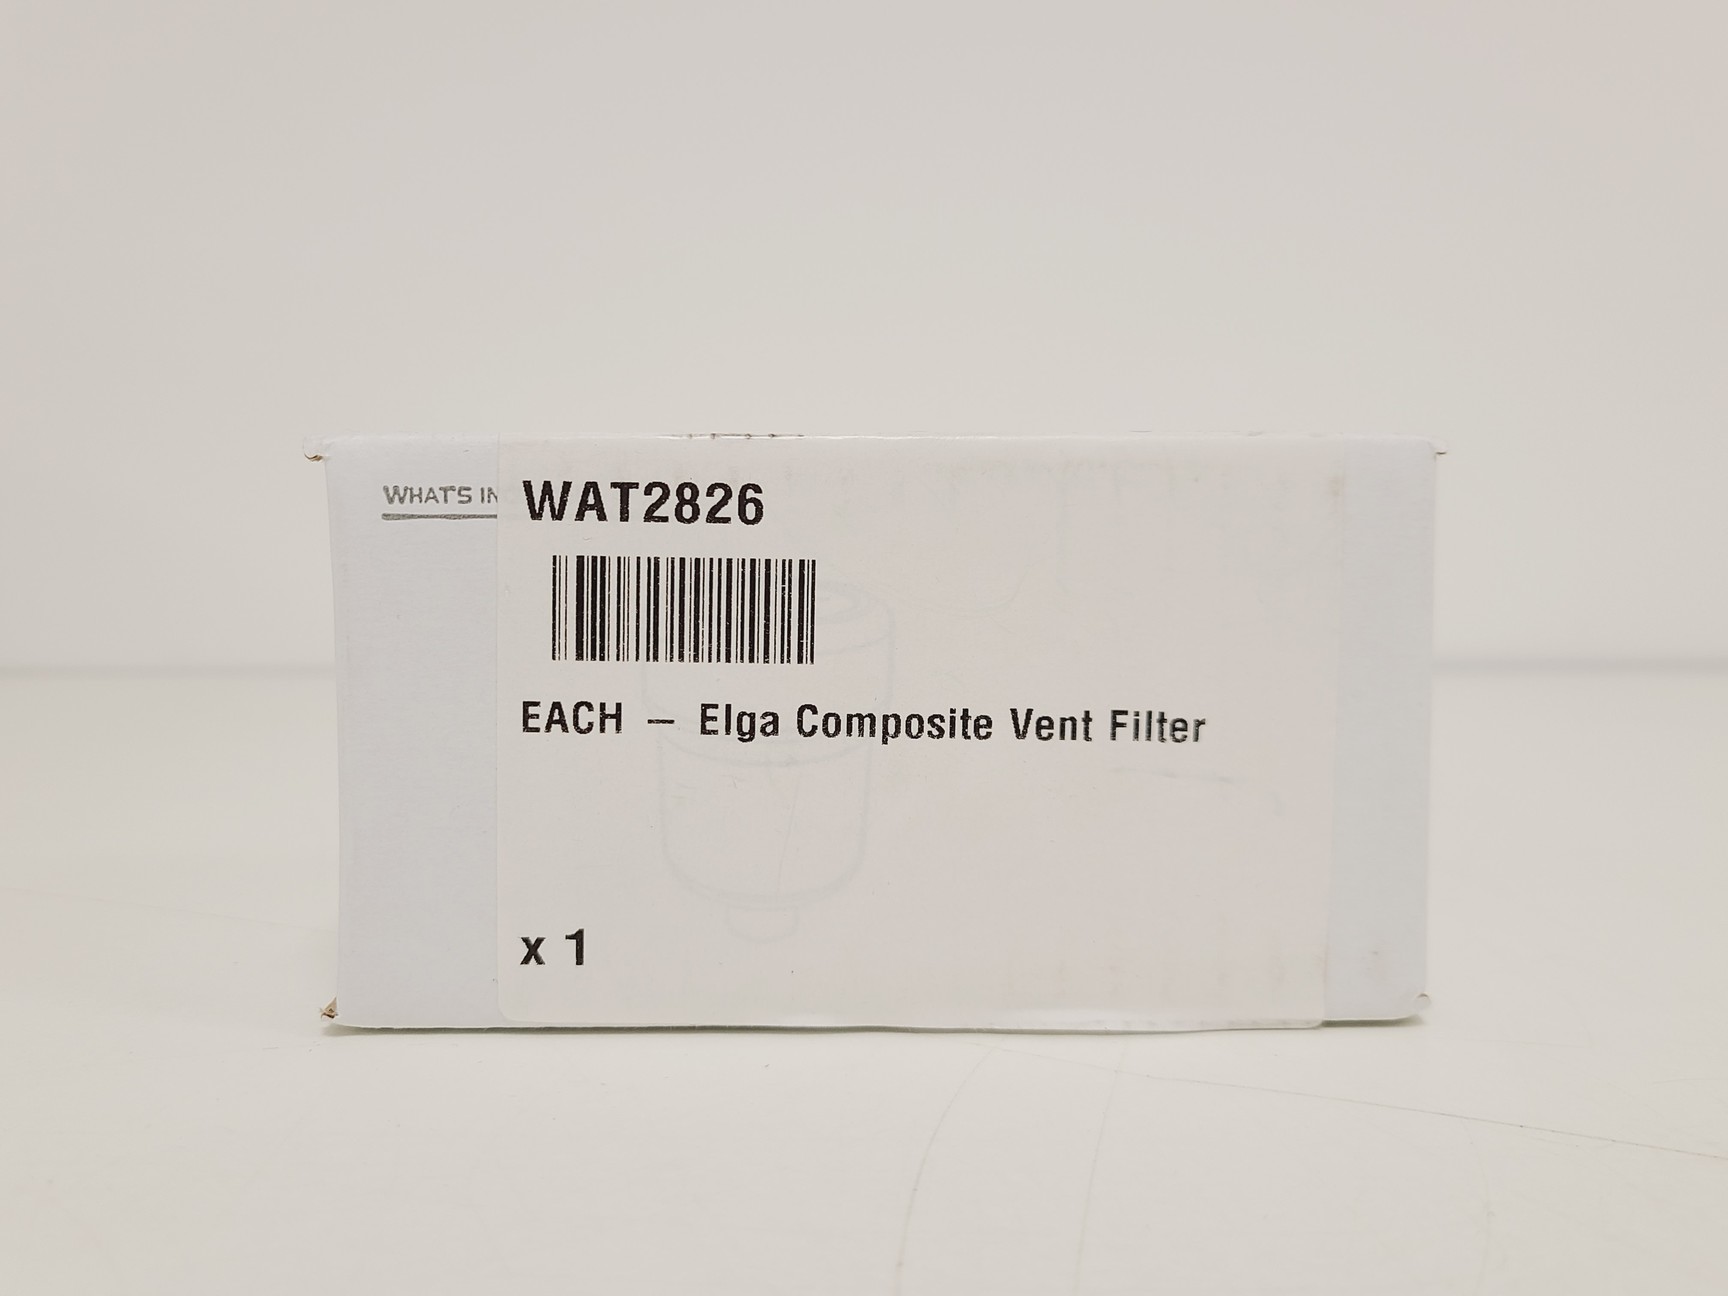 WHAT'S IN
WAT2826
EACH – Elga Composite Vent Filter
x 1